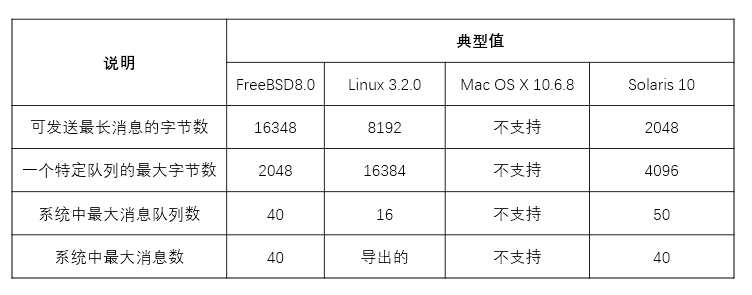 说明
典型值
FreeBSD8.0 Linux 3.2.0 Mac OS X 10.6.8 Solaris 10
可发送最长消息的字节数 16348 8192 不支持 2048
一个特定队列的最大字节数 2048 16384 不支持 4096
系统中最大消息队列数 40 16 不支持 50
系统中最大消息数 40 导出的 不支持 40